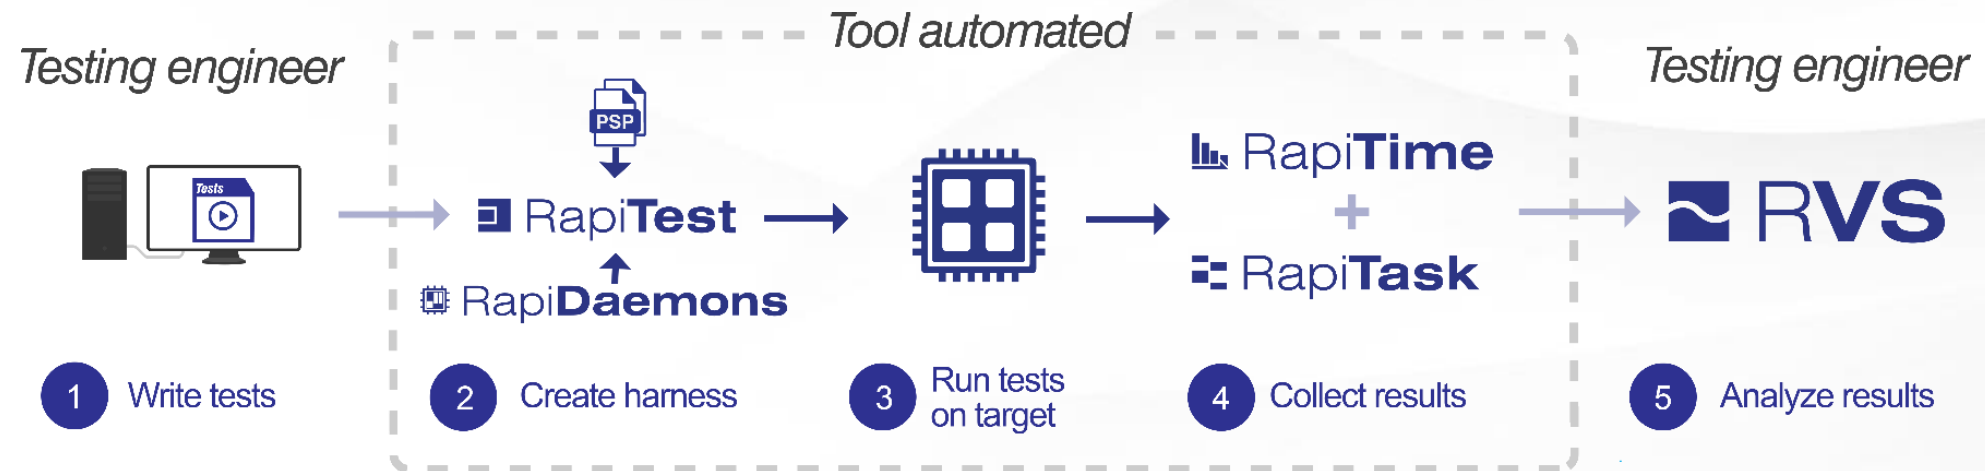 Testing engineer
Tool automated
Testing engineer
Tests
PSP
RapiTest
RapiDaemons
RapiTime
+
RapiTask
RVS
1 Write tests
2 Create harness
3 Run tests
on target
4 Collect results
5 Analyze results